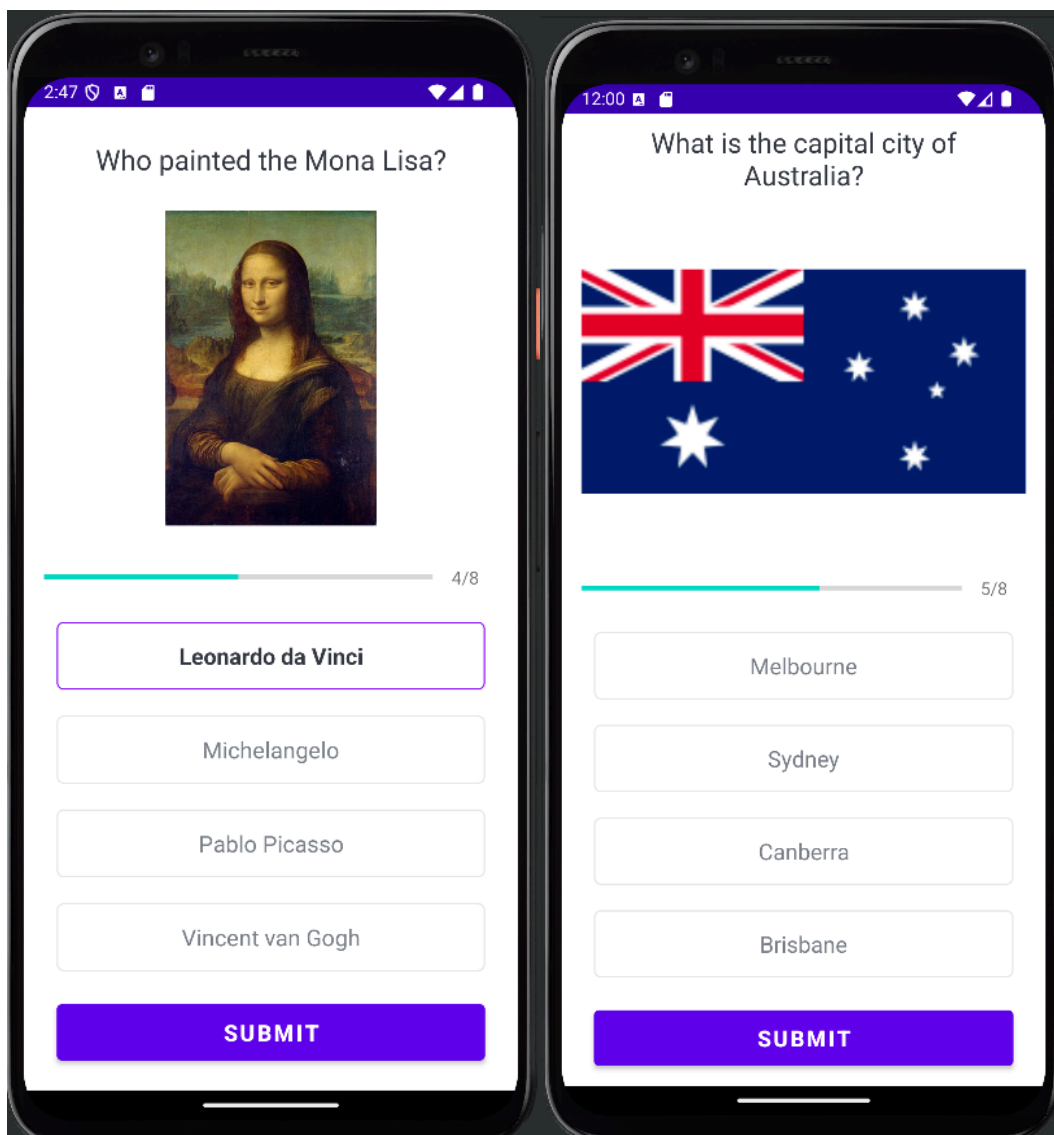 2:47
Who painted the Mona Lisa?
4/8
Leonardo da Vinci
Michelangelo
Pablo Picasso
Vincent van Gogh
SUBMIT
12:00
What is the capital city of
Australia?
5/8
Melbourne
Sydney
Canberra
Brisbane
SUBMIT